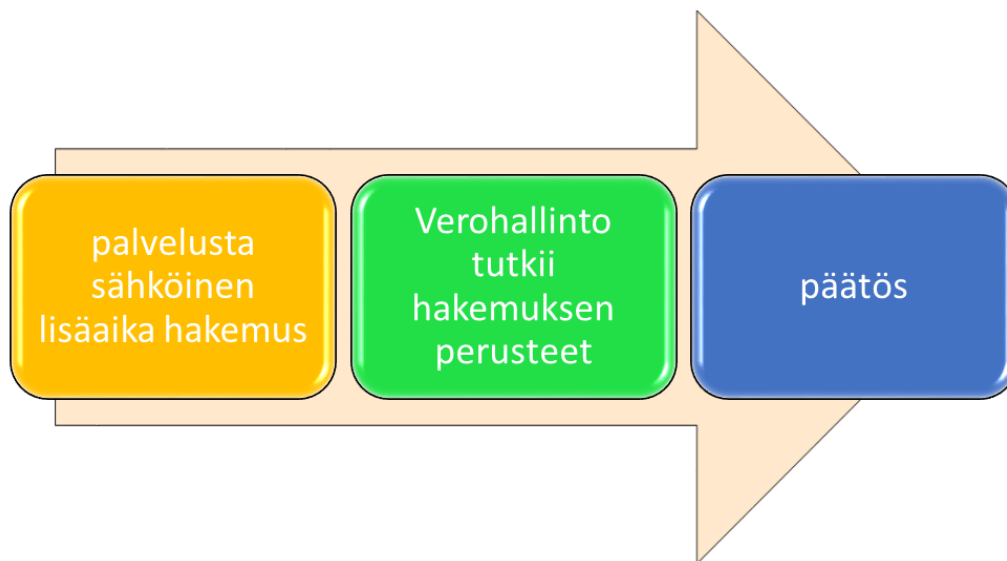 palvelusta
sähköinen
lisäaika hakemus
Verohallinto
tutkii
hakemuksen
perusteet
päätös